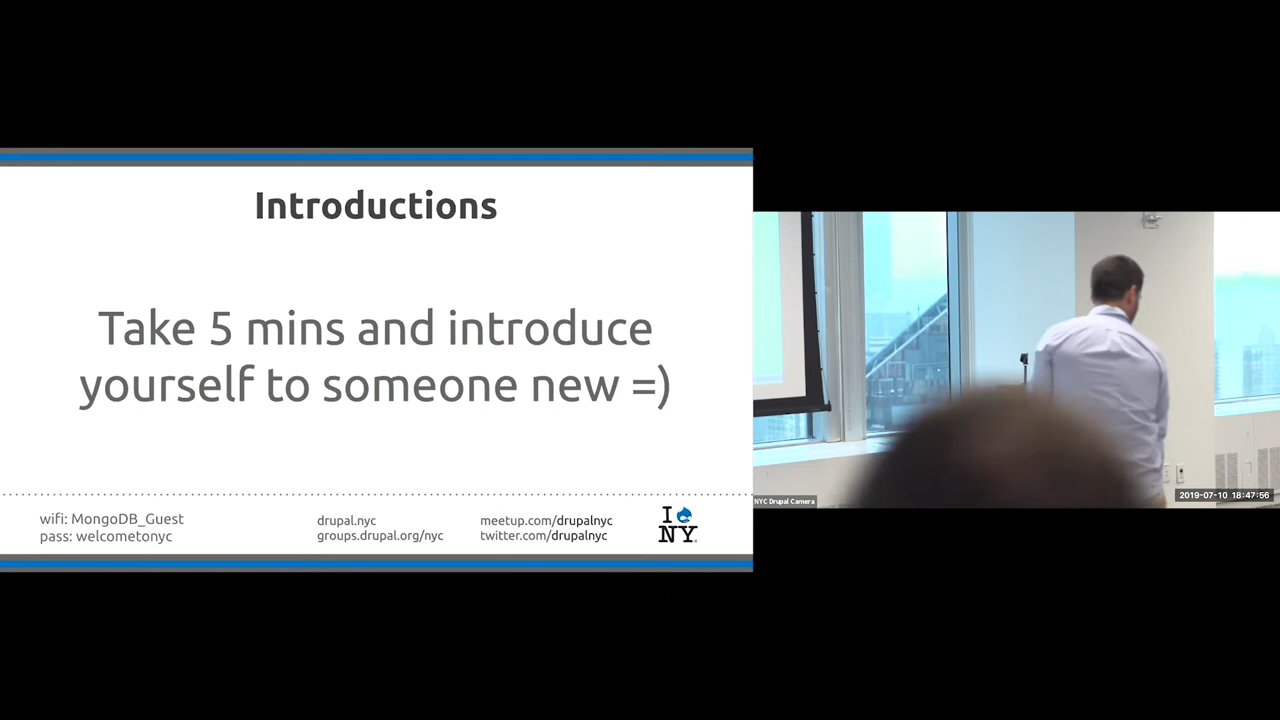 Introductions
Take 5 mins and introduce
yourself to someone new =)
wifi: MongoDB_Guest
pass: welcometonyc
drupal.nyc
groups.drupal.org/nyc
meetup.com/drupalnyc
twitter.com/drupalnyc
I
NY
NYC Drupal Camera
2019-07-10 18:47:56